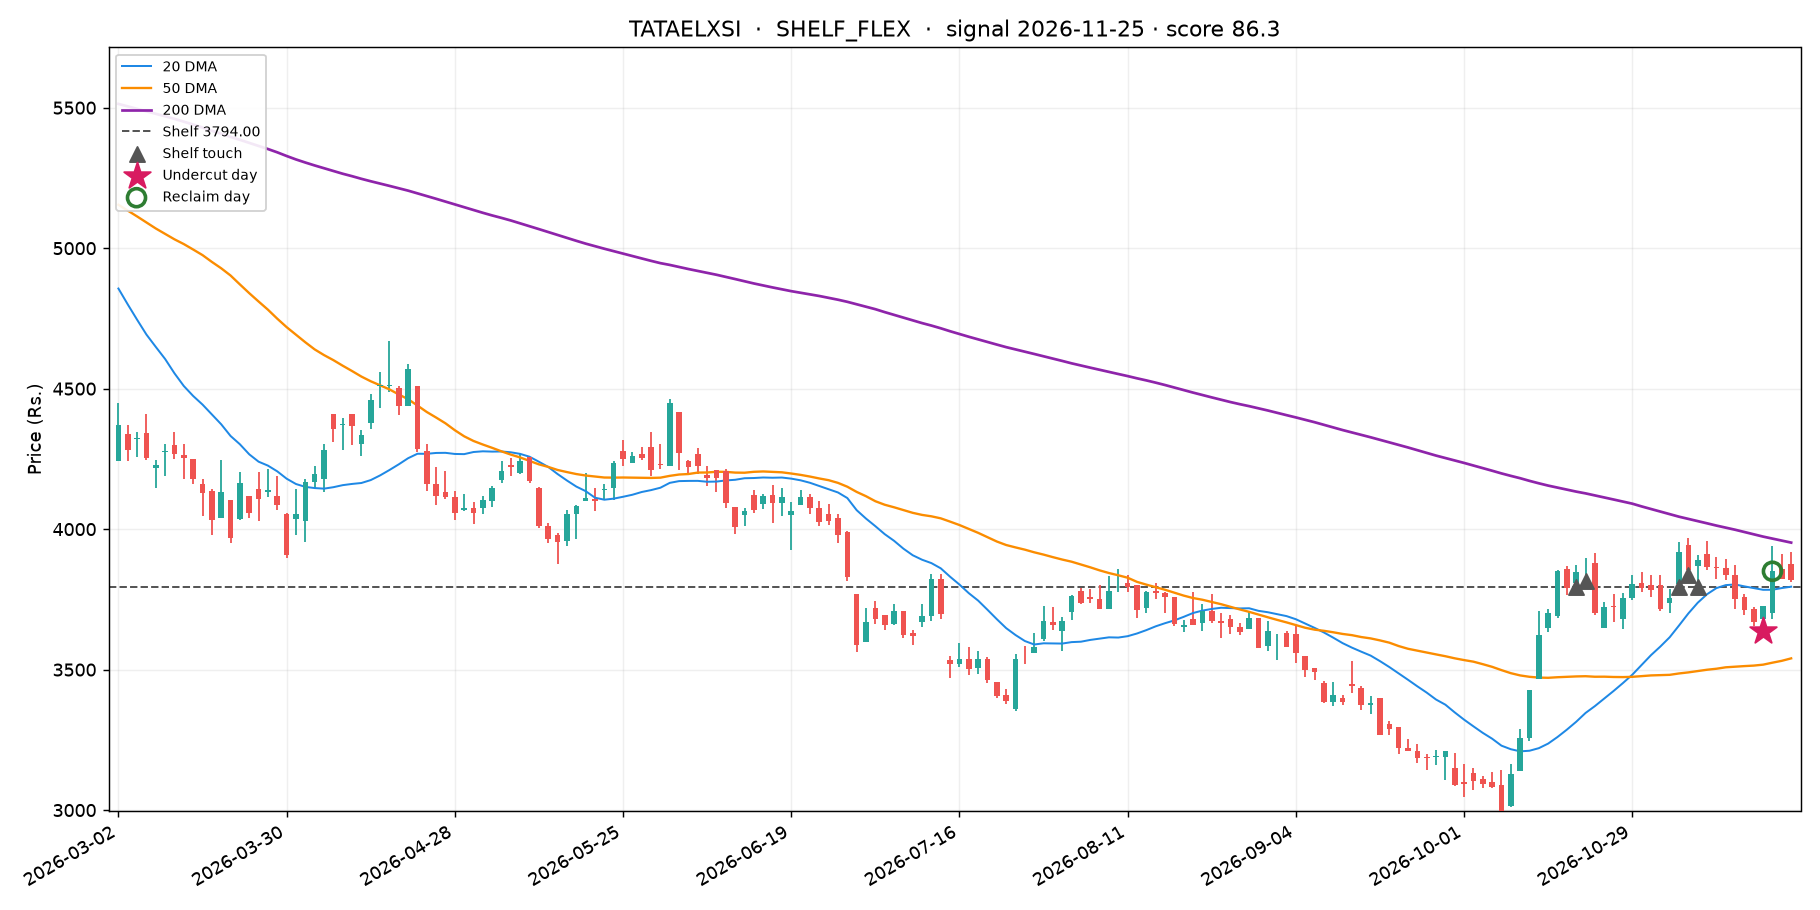 TATAELXSI · SHELF_FLEX · signal 2026-11-25 · score 86.3
20 DMA
50 DMA
200 DMA
Shelf 3794.00
Shelf touch
Undercut day
Reclaim day
Price (Rs.)
5500
5000
4500
4000
3500
3000
2026-03-02
2026-03-30
2026-04-28
2026-05-25
2026-06-19
2026-07-16
2026-08-11
2026-09-04
2026-10-01
2026-10-29